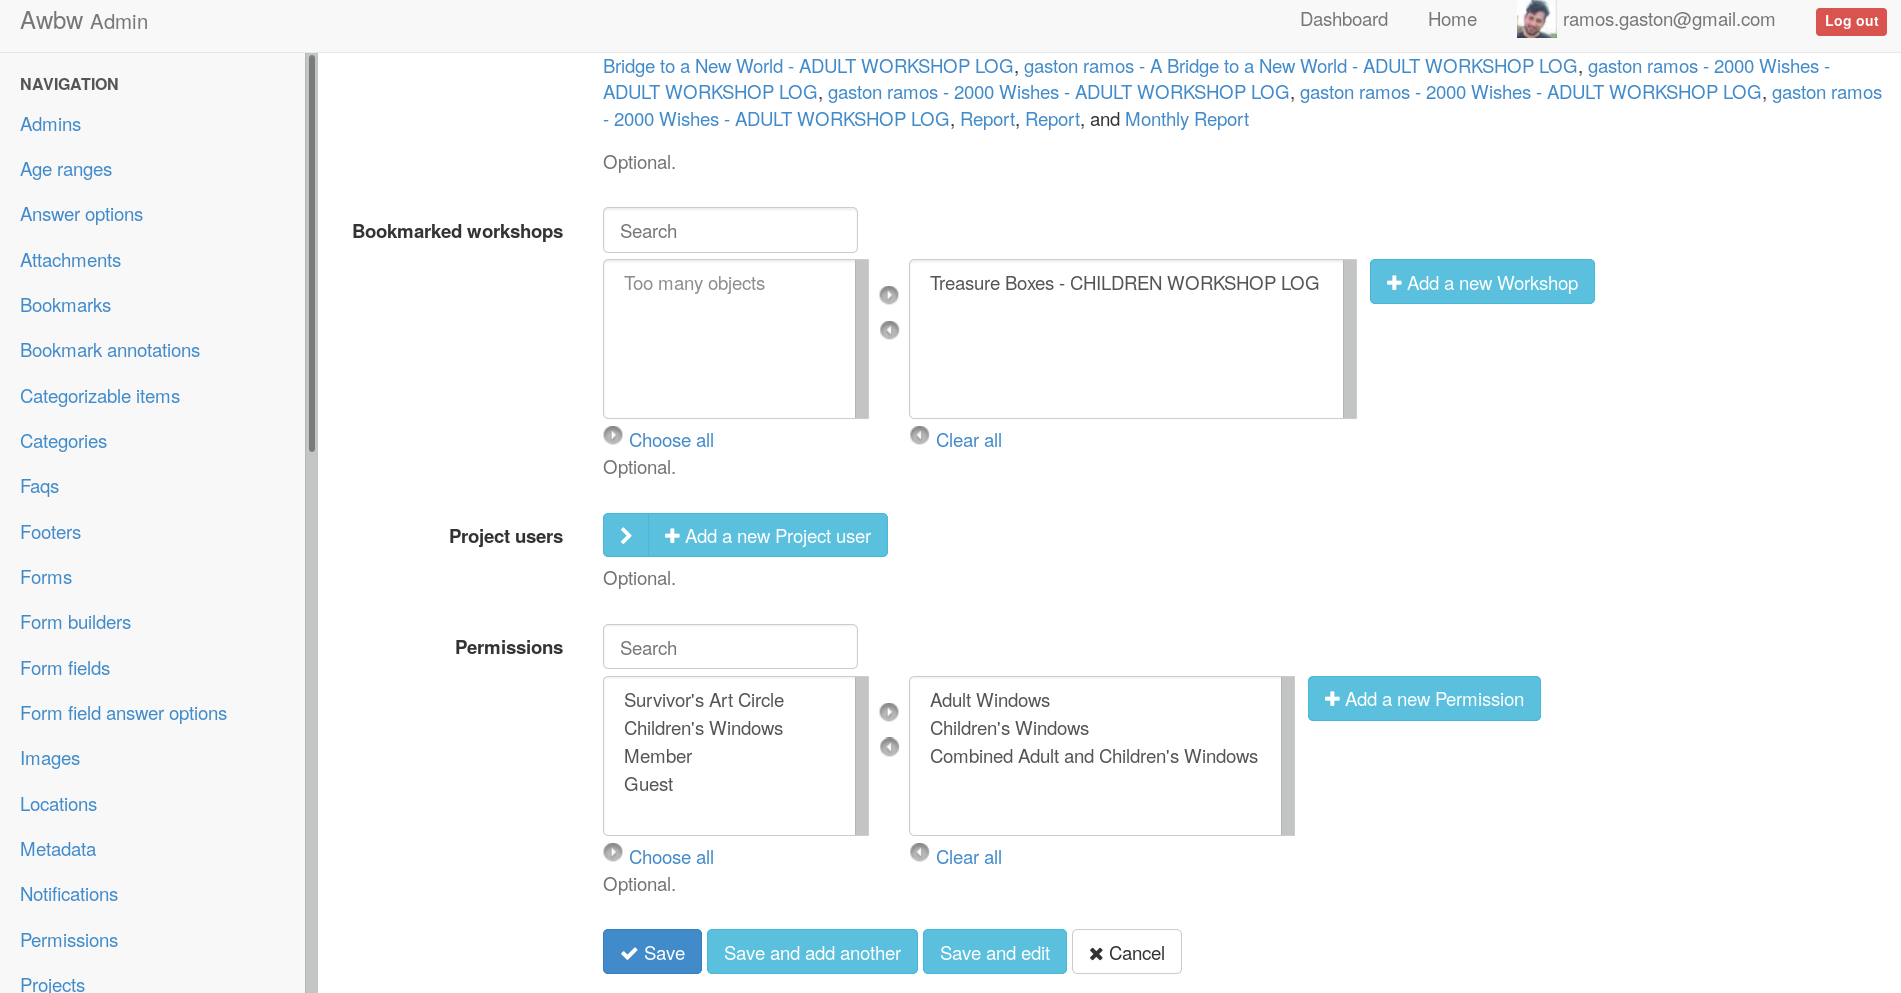 Awbw Admin
Dashboard
Home
ramos.gaston@gmail.com
Log out
NAVIGATION
Admins
Age ranges
Answer options
Attachments
Bookmarks
Bookmark annotations
Categorizable items
Categories
Faqs
Footers
Forms
Form builders
Form fields
Form field answer options
Images
Locations
Metadata
Notifications
Permissions
Projects
Bridge to a New World - ADULT WORKSHOP LOG, gaston ramos - A Bridge to a New World - ADULT WORKSHOP LOG, gaston ramos - 2000 Wishes -
ADULT WORKSHOP LOG, gaston ramos - 2000 Wishes - ADULT WORKSHOP LOG, gaston ramos - 2000 Wishes - ADULT WORKSHOP LOG, gaston ramos
- 2000 Wishes - ADULT WORKSHOP LOG, Report, Report, and Monthly Report
Optional.
Bookmarked workshops
Search
Too many objects
Treasure Boxes - CHILDREN WORKSHOP LOG
Add a new Workshop
Choose all
Clear all
Optional.
Project users
Add a new Project user
Optional.
Permissions
Search
Survivor's Art Circle
Children's Windows
Member
Guest
Adult Windows
Children's Windows
Combined Adult and Children's Windows
Add a new Permission
Choose all
Clear all
Optional.
Save
Save and add another
Save and edit
Cancel